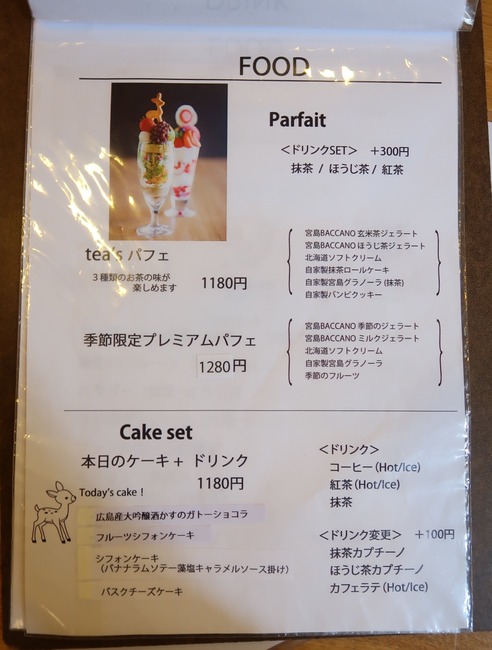 FOOD
Parfait
＜ドリンクSET＞ ＋300円
抹茶 / ほうじ茶 / 紅茶
tea's パフェ
３種類のお茶の味が
楽しめます
1180円
宮島BACCANO 玄米茶ジェラート
宮島BACCANO ほうじ茶ジェラート
北海道ソフトクリーム
自家製抹茶ロールケーキ
自家製宮島グラノーラ (抹茶)
自家製バンビクッキー
季節限定プレミアムパフェ
1280円
宮島BACCANO 季節のジェラート
宮島BACCANO ミルクジェラート
北海道ソフトクリーム
自家製宮島グラノーラ
季節のフルーツ
Cake set
本日のケーキ＋ ドリンク
1180円
Today's cake！
広島産大吟醸酒かすのガトーショコラ
フルーツシフォンケーキ
シフォンケーキ
（バナナラムソテー藻塩キャラメルソース掛け）
バスクチーズケーキ
＜ドリンク＞
コーヒー（Hot/Ice）
紅茶（Hot/Ice）
抹茶
＜ドリンク変更＞ ＋100円
抹茶カプチーノ
ほうじ茶カプチーノ
カフェラテ（Hot/Ice）